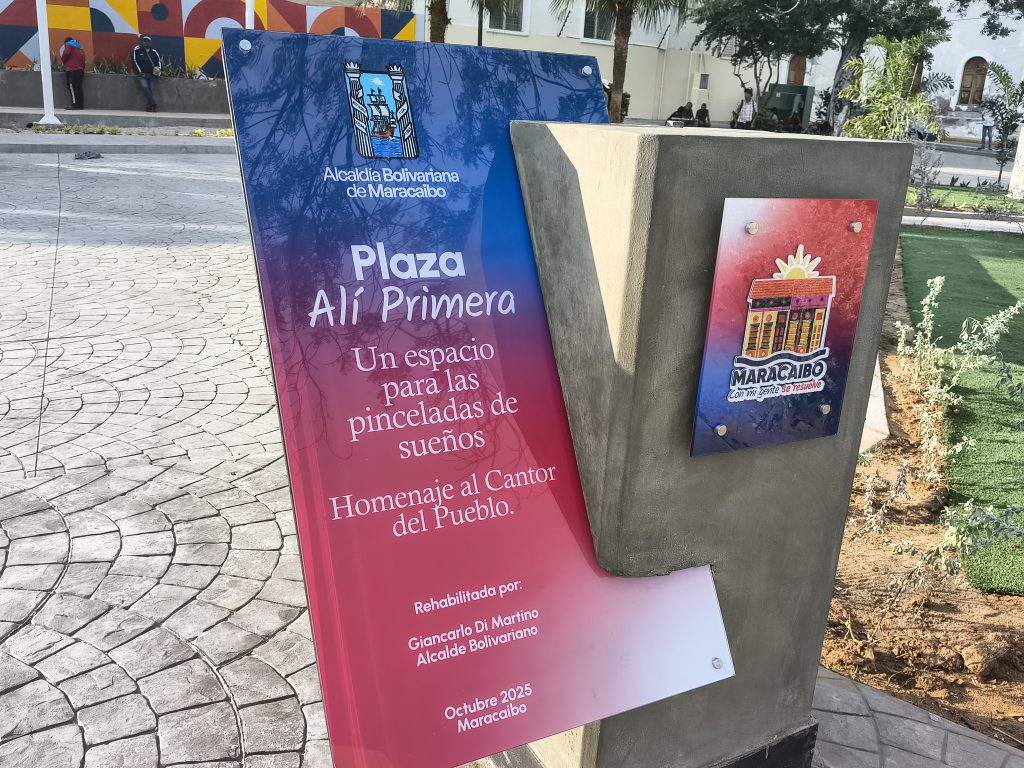 Alcaldía Bolivariana
de Maracaibo
Plaza
Alí Primera
Un espacio
para las
pinceladas de
sueños
Homenaje al Cantor
del Pueblo.
Rehabilitada por:
Giancarlo Di Martino
Alcalde Bolivariano
Octubre 2025
Maracaibo
MARACAIBO
Con mi gente se resuelve